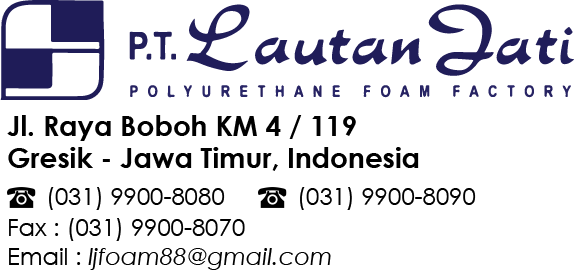 P.T. Lautan Jati
POLYURETHANE FOAM FACTORY
Jl. Raya Boboh KM 4 / 119
Gresik - Jawa Timur, Indonesia
(031) 9900-8080 (031) 9900-8090
Fax : (031) 9900-8070
Email : ljfoam88@gmail.com